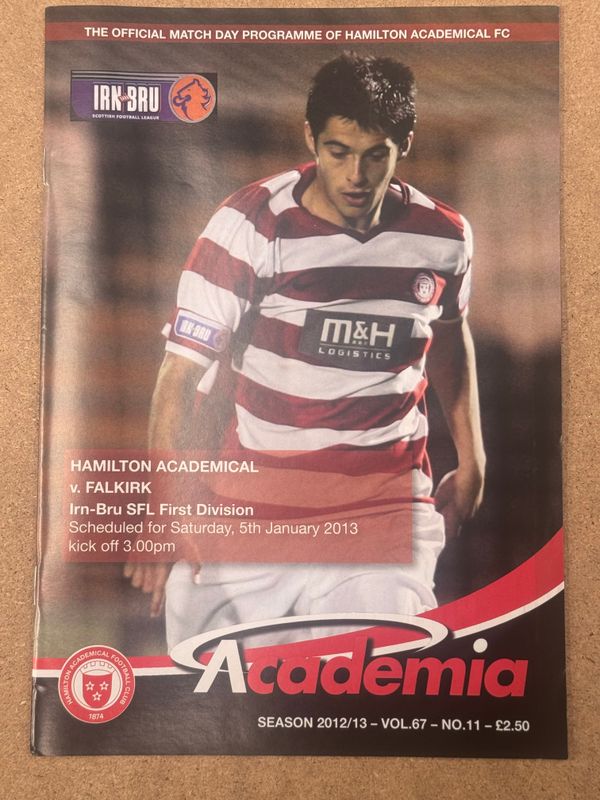 THE OFFICIAL MATCH DAY PROGRAMME OF HAMILTON ACADEMICAL FC
IRN-BRU
SCOTTISH FOOTBALL LEAGUE
IRN-BRU
M&H
LOGISTICS
HAMILTON ACADEMICAL
v. FALKIRK
Irn-Bru SFL First Division
Scheduled for Saturday, 5th January 2013
kick off 3.00pm
Academia
HAMILTON ACADEMICAL FOOTBALL CLUB
1874
SEASON 2012/13 – VOL.67 – NO.11 – £2.50